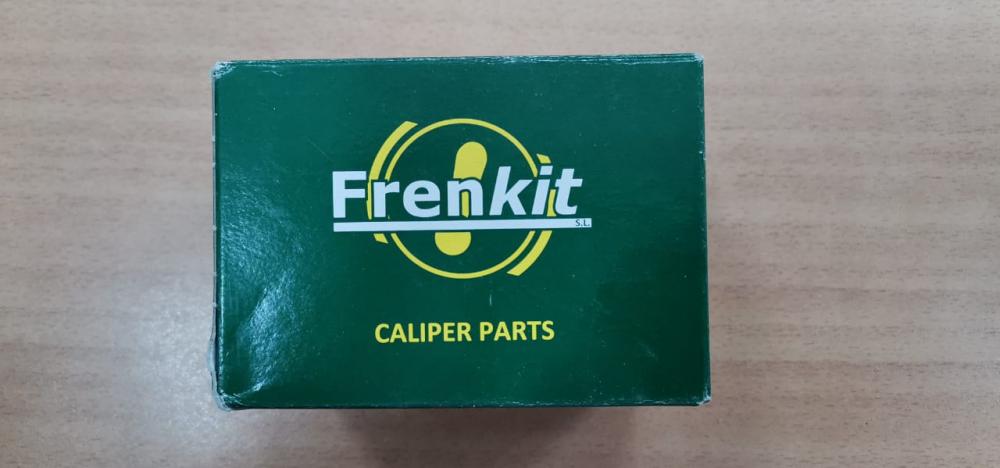 Frenkit
S.L.
CALIPER PARTS